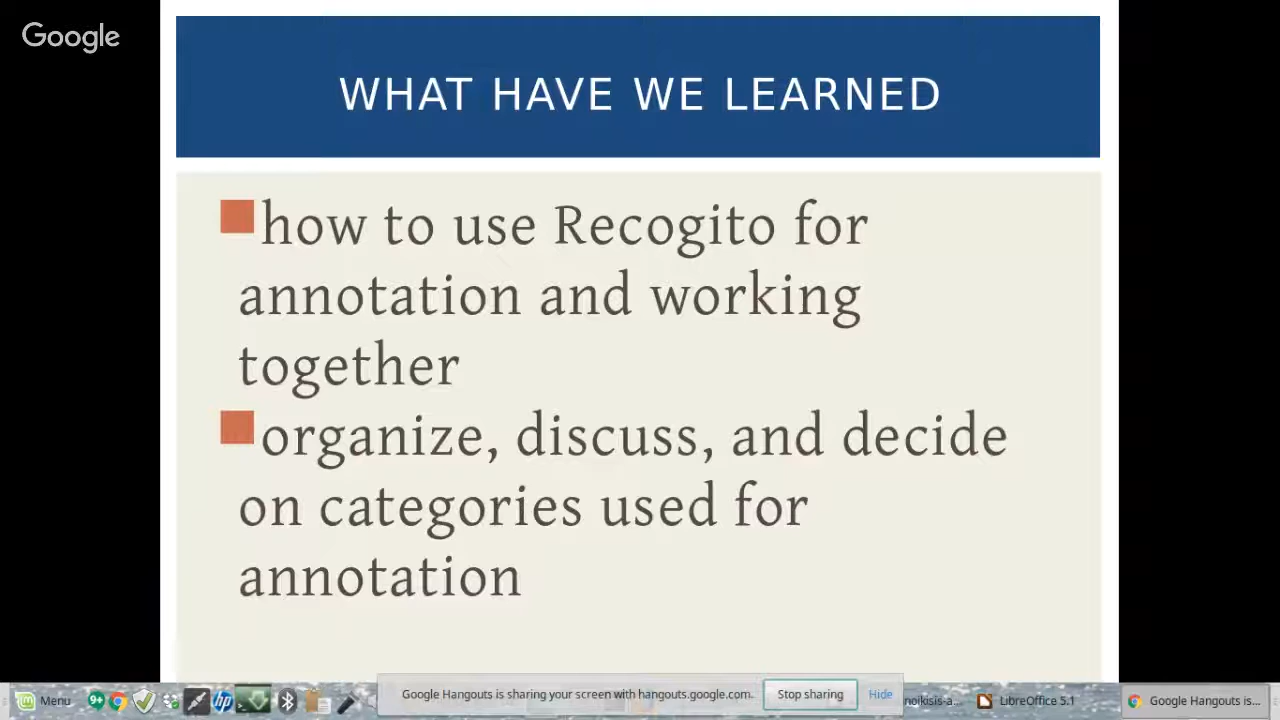 Google
WHAT HAVE WE LEARNED
how to use Recogito for
annotation and working
together
organize, discuss, and decide
on categories used for
annotation
Menu
9+
hp
Google Hangouts is sharing your screen with hangouts.google.com.
Stop sharing
Hide
noikisis-a...
LibreOffice 5.1
Google Hangouts is...